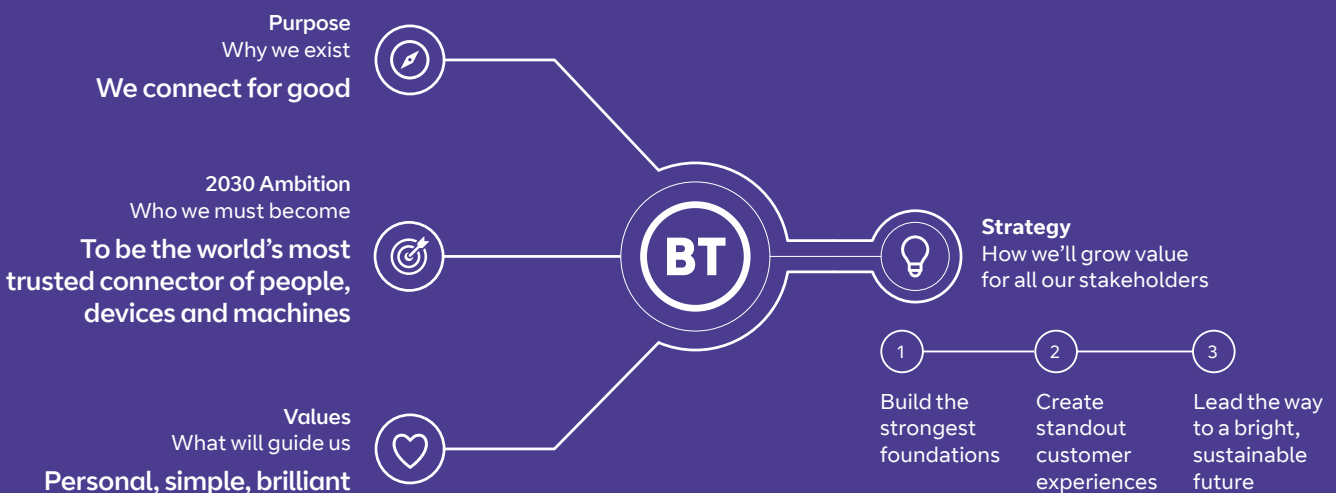 Purpose
Why we exist
We connect for good
2030 Ambition
Who we must become
To be the world's most
trusted connector of people,
devices and machines
Values
What will guide us
Personal, simple, brilliant
BT
Strategy
How we'll grow value
for all our stakeholders
1
Build the
strongest
foundations
2
Create
standout
customer
experiences
3
Lead the way
to a bright,
sustainable
future